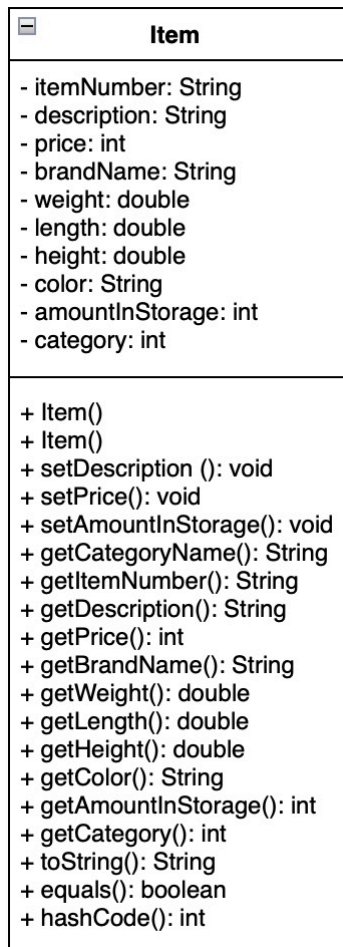 Item
- itemNumber: String
- description: String
- price: int
- brandName: String
- weight: double
- length: double
- height: double
- color: String
- amountInStorage: int
- category: int
+ Item()
+ Item()
+ setDescription (): void
+ setPrice(): void
+ setAmountInStorage(): void
+ getCategoryName(): String
+ getItemNumber(): String
+ getDescription(): String
+ getPrice(): int
+ getBrandName(): String
+ getWeight(): double
+ getLength(): double
+ getHeight(): double
+ getColor(): String
+ getAmountInStorage(): int
+ getCategory(): int
+ toString(): String
+ equals(): boolean
+ hashCode(): int